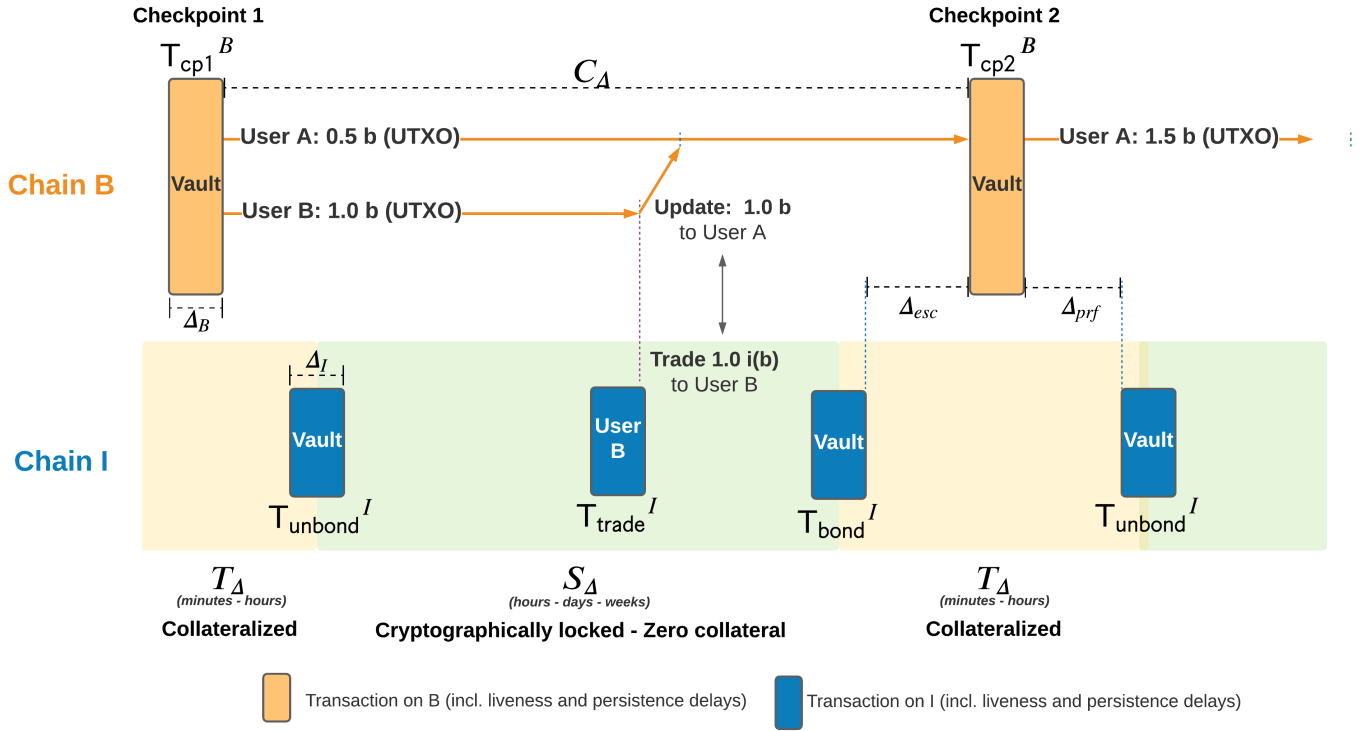 Checkpoint 1
Checkpoint 2
T_cp1^B
T_cp2^B
C_Δ
User A: 0.5 b (UTXO)
User A: 1.5 b (UTXO)
Chain B
Vault
Vault
User B: 1.0 b (UTXO)
Update: 1.0 b
to User A
Δ_B
Δ_esc
Δ_prf
Δ_I
Trade 1.0 i(b)
to User B
Chain I
Vault
User
B
Vault
Vault
T_unbond^I
T_trade^I
T_bond^I
T_unbond^I
T_Δ
(minutes - hours)
Collateralized
S_Δ
(hours - days - weeks)
Cryptographically locked - Zero collateral
T_Δ
(minutes - hours)
Collateralized
Transaction on B (incl. liveness and persistence delays)
Transaction on I (incl. liveness and persistence delays)